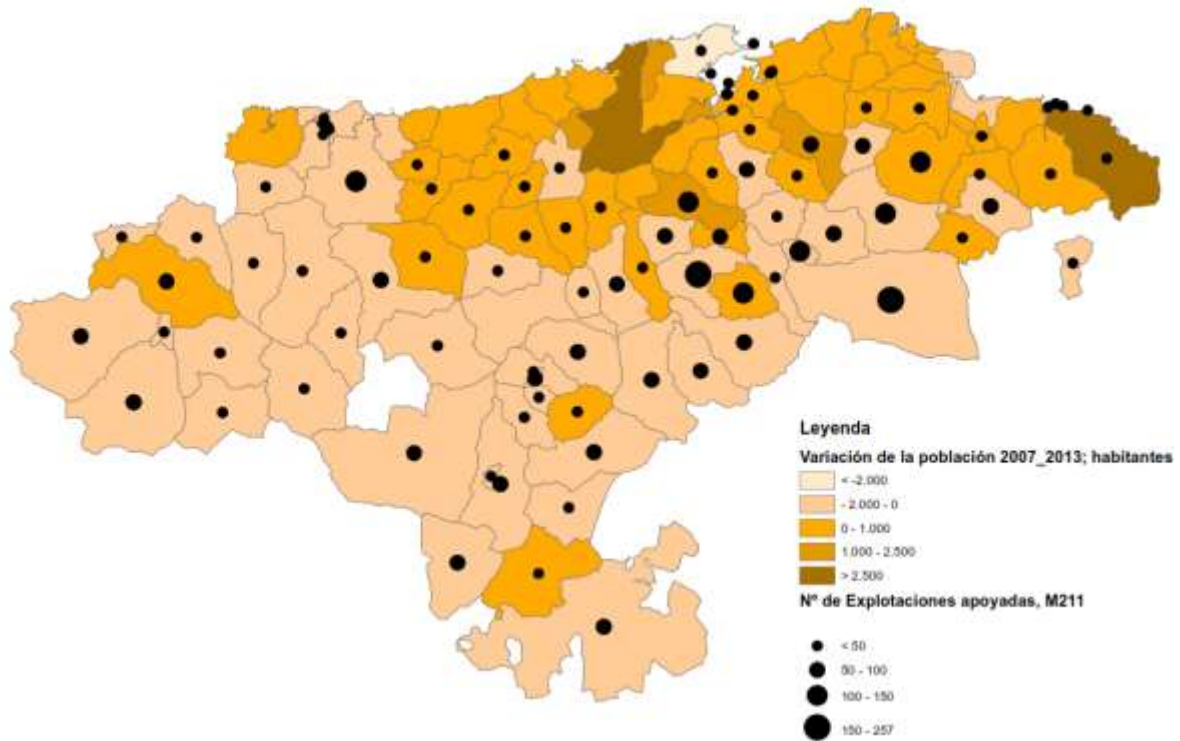 Leyenda
Variación de la población 2007_2013; habitantes
< -2.000
- 2.000 - 0
0 - 1.000
1.000 - 2.500
> 2.500
Nº de Explotaciones apoyadas, M211
< 50
50 - 100
100 - 150
150 - 257